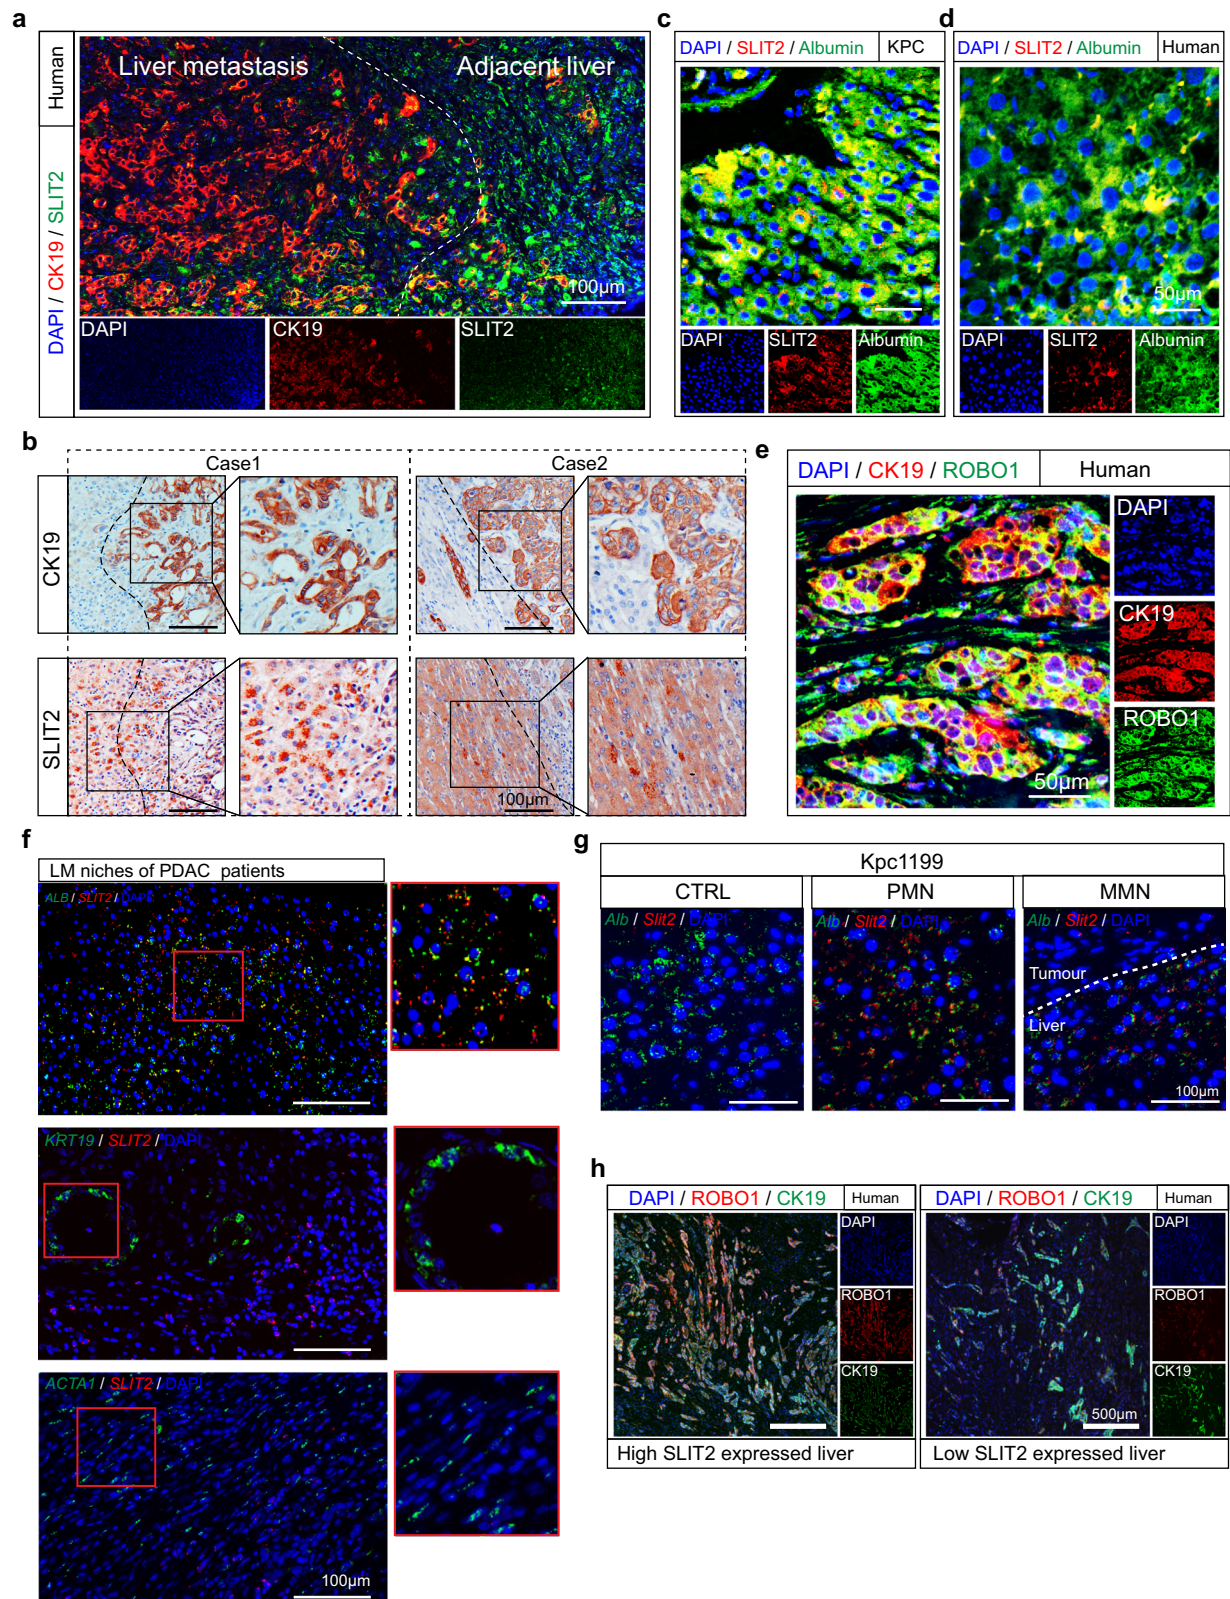 a
Human
DAPI / CK19 / SLIT2
Liver metastasis
Adjacent liver
100µm
DAPI
CK19
SLIT2
c
DAPI / SLIT2 / Albumin
KPC
DAPI
SLIT2
Albumin
d
DAPI / SLIT2 / Albumin
Human
50µm
DAPI
SLIT2
Albumin
b
Case1
Case2
CK19
SLIT2
100µm
e
DAPI / CK19 / ROBO1
Human
50µm
DAPI
CK19
ROBO1
f
LM niches of PDAC patients
ALB / SLIT2 / DAPI
KRT19 / SLIT2 / DAPI
ACTA1 / SLIT2 / DAPI
100µm
g
Kpc1199
CTRL
PMN
MMN
Alb / Slit2 / DAPI
Alb / Slit2 / DAPI
Alb / Slit2 / DAPI
Tumour
Liver
100µm
h
DAPI / ROBO1 / CK19
Human
DAPI
ROBO1
CK19
High SLIT2 expressed liver
DAPI / ROBO1 / CK19
Human
500µm
DAPI
ROBO1
CK19
Low SLIT2 expressed liver